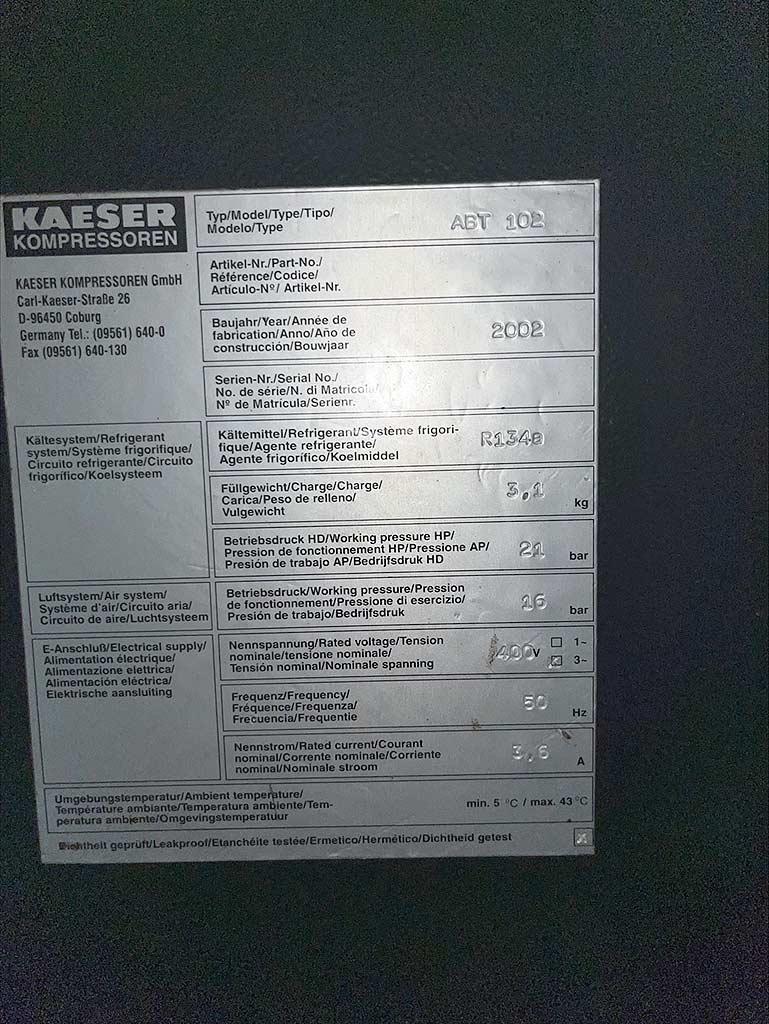 KAESER
KOMPRESSOREN
KAESER KOMPRESSOREN GmbH
Carl-Kaeser-Straße 26
D-96450 Coburg
Germany Tel.: (09561) 640-0
Fax (09561) 640-130
Typ/Model/Type/Tipo/
Modelo/Type
ABT 102
Artikel-Nr./Part-No./
Référence/Codice/
Artículo-Nº/ Artikel-Nr.
Baujahr/Year/Année de
fabrication/Anno/Año de
construcción/Bouwjaar
2002
Serien-Nr./Serial No./
No. de série/N. di Matricola/
Nº de Matrícula/Serienr.
Kältesystem/Refrigerant
system/Système frigorifique/
Circuito refrigerante/Circuito
frigorífico/Koelsysteem
Kältemittel/Refrigerant/Système frigori-
fique/Agente refrigerante/
Agente frigorífico/Koelmiddel
R134a
Füllgewicht/Charge/Charge/
Carica/Peso de relleno/
Vulgewicht
3,1 kg
Betriebsdruck HD/Working pressure HP/
Pression de fonctionnement HP/Pressione AP/
Presión de trabajo AP/Bedrijfsdruk HD
21 bar
Luftsystem/Air system/
Système d'air/Circuito aria/
Circuito de aire/Luchtsysteem
Betriebsdruck/Working pressure/Pression
de fonctionnement/Pressione di esercizio/
Presión de trabajo/Bedrijfsdruk
16 bar
E-Anschluß/Electrical supply/
Alimentation électrique/
Alimentazione elettrica/
Alimentación eléctrica/
Elektrische aansluiting
Nennspannung/Rated voltage/Tension
nominale/tensione nominale/
Tensión nominal/Nominale spanning
400V
☐ 1~
☒ 3~
Frequenz/Frequency/
Fréquence/Frequenza/
Frecuencia/Frequentie
50 Hz
Nennstrom/Rated current/Courant
nominal/Corrente nominale/Corriente
nominal/Nominale stroom
3,6 A
Umgebungstemperatur/Ambient temperature/
Température ambiante/Temperatura ambiente/Tem-
peratura ambiente/Omgevingstemperatuur
min. 5 °C / max. 43 °C
Dichtheit geprüft/Leakproof/Etanchéite testée/Ermetico/Hermético/Dichtheid getest ☒